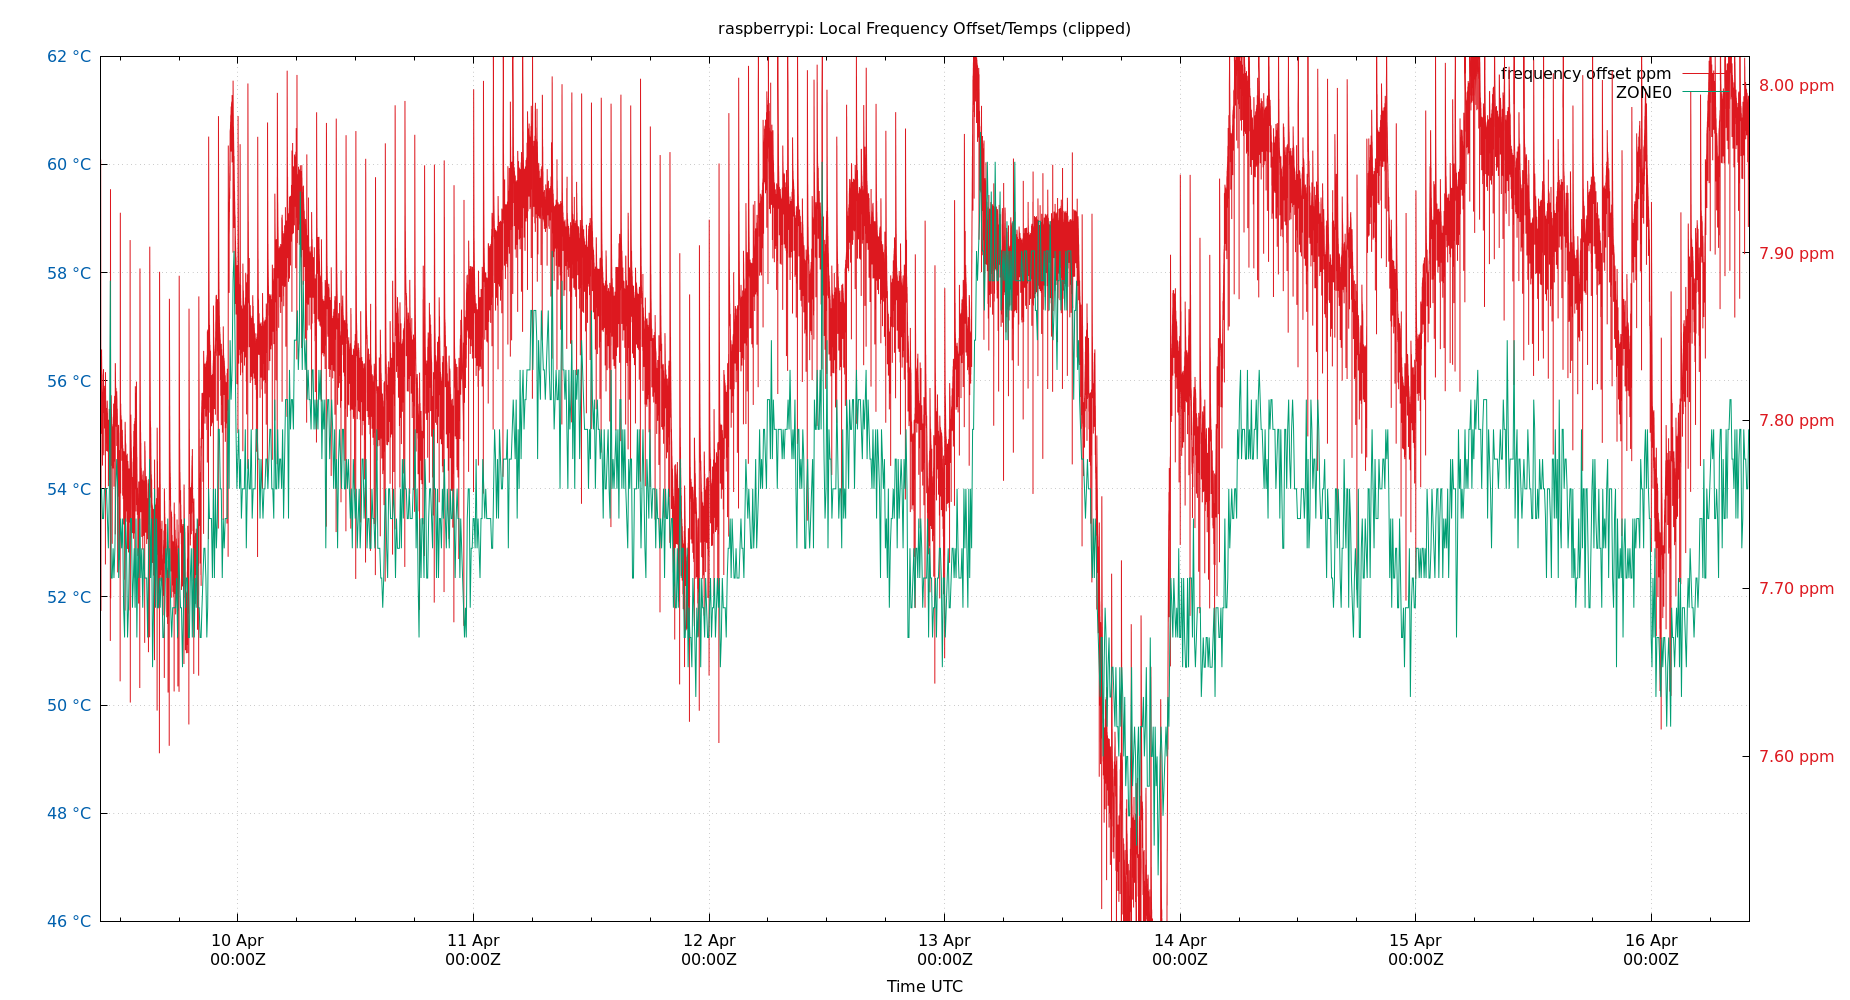 raspberrypi: Local Frequency Offset/Temps (clipped)
62 °C
60 °C
58 °C
56 °C
54 °C
52 °C
50 °C
48 °C
46 °C
frequency offset ppm
ZONE0
8.00 ppm
7.90 ppm
7.80 ppm
7.70 ppm
7.60 ppm
10 Apr
00:00Z
11 Apr
00:00Z
12 Apr
00:00Z
13 Apr
00:00Z
14 Apr
00:00Z
15 Apr
00:00Z
16 Apr
00:00Z
Time UTC